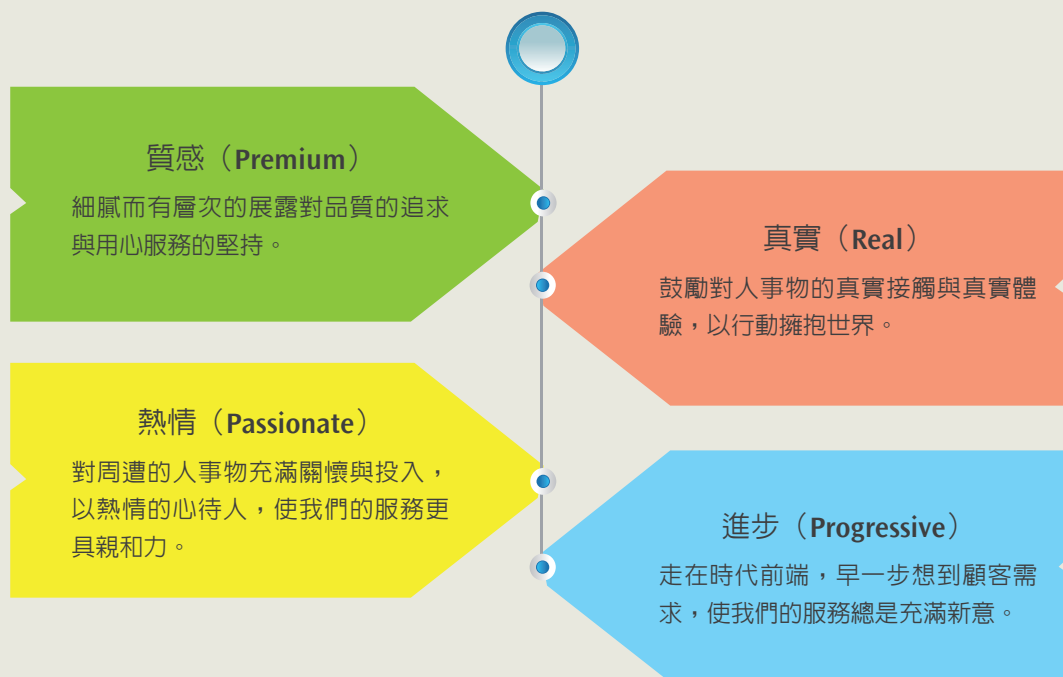 質感（Premium）
細膩而有層次的展露對品質的追求
與用心服務的堅持。
真實（Real）
鼓勵對人事物的真實接觸與真實體
驗，以行動擁抱世界。
熱情（Passionate）
對周遭的人事物充滿關懷與投入，
以熱情的心待人，使我們的服務更
具親和力。
進步（Progressive）
走在時代前端，早一步想到顧客需
求，使我們的服務總是充滿新意。